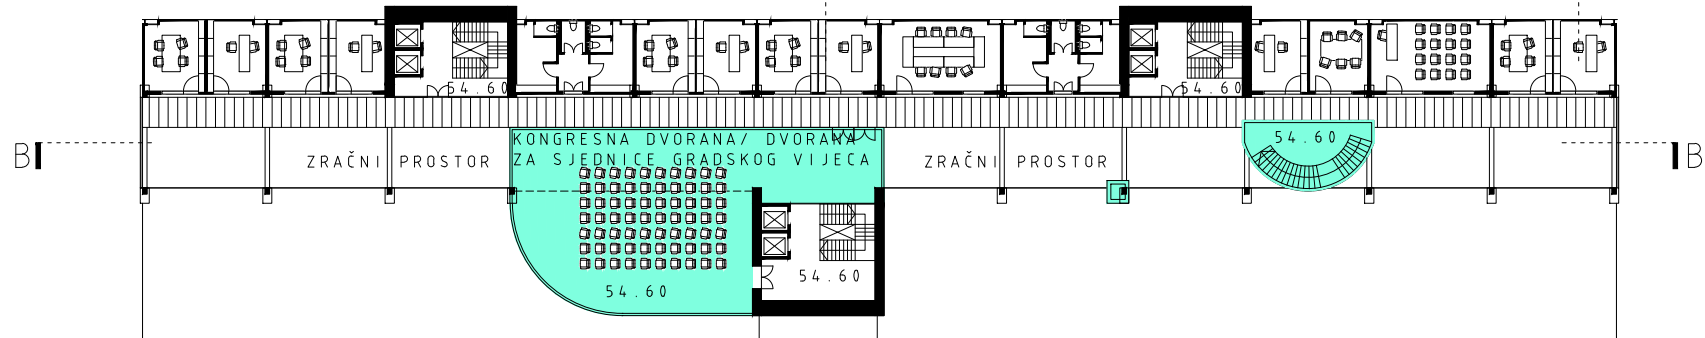 54.60
54.60
KONGRESNA DVORANA/ DVORANA
ZA SJEDNICE GRADSKOG VIJECA
54.60
B
ZRAČNI PROSTOR
ZRAČNI PROSTOR
B
54.60
54.60